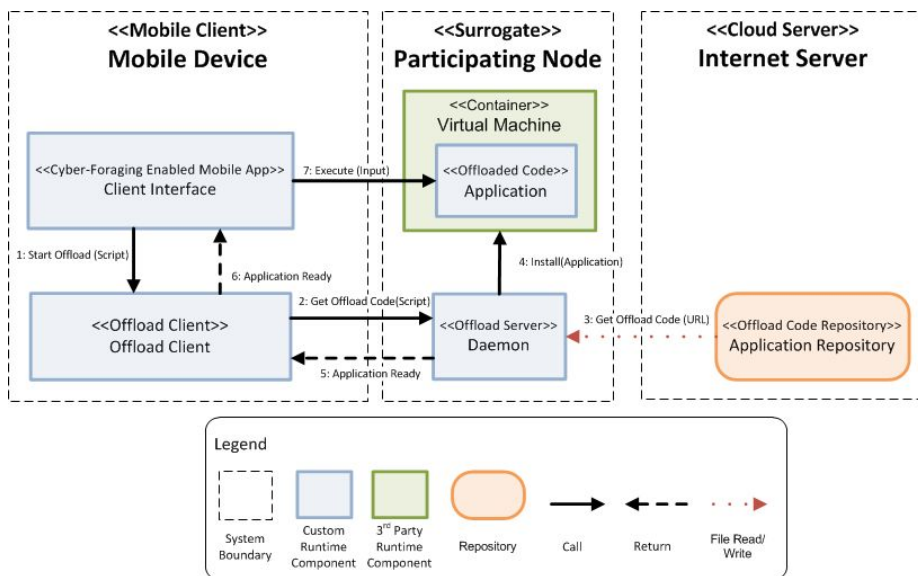 <<Mobile Client>>
Mobile Device
<<Surrogate>>
Participating Node
<<Cloud Server>>
Internet Server
<<Container>>
Virtual Machine
<<Cyber-Foraging Enabled Mobile App>>
Client Interface
7: Execute (Input)
<<Offloaded Code>>
Application
1: Start Offload (Script)
6: Application Ready
4: Install(Application)
2: Get Offload Code(Script)
3: Get Offload Code (URL)
<<Offload Client>>
Offload Client
<<Offload Server>>
Daemon
<<Offload Code Repository>>
Application Repository
5: Application Ready
Legend
System
Boundary
Custom
Runtime
Component
3rd Party
Runtime
Component
Repository
Call
Return
File Read/
Write